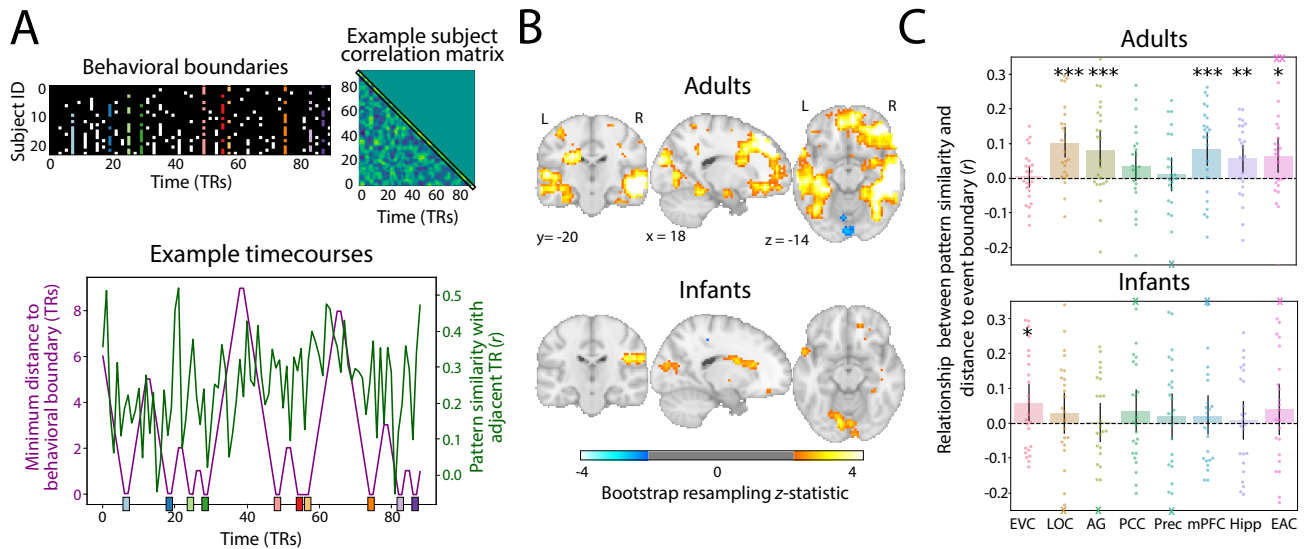 A
Behavioral boundaries
Subject ID
0
10
20
0
20
40
60
80
Time (TRs)
Example subject
correlation matrix
80
60
40
20
0
0
20
40
60
80
Time (TRs)
Example timecourses
Minimum distance to
behavioral boundary (TRs)
8
6
4
2
0
0.5
0.4
0.3
0.2
0.1
0.0
Pattern similarity with
adjacent TR (r)
0
20
40
60
80
Time (TRs)
B
Adults
L
R
L
R
y= -20
x = 18
z = -14
Infants
-4
0
4
Bootstrap resampling z-statistic
C
Relationship between pattern similarity and
distance to event boundary (r)
Adults
0.3
0.2
0.1
0.0
-0.1
-0.2
***
***
***
**
*
Infants
0.3
0.2
0.1
0.0
-0.1
-0.2
*
EVC
LOC
AG
PCC
Prec
mPFC
Hipp
EAC